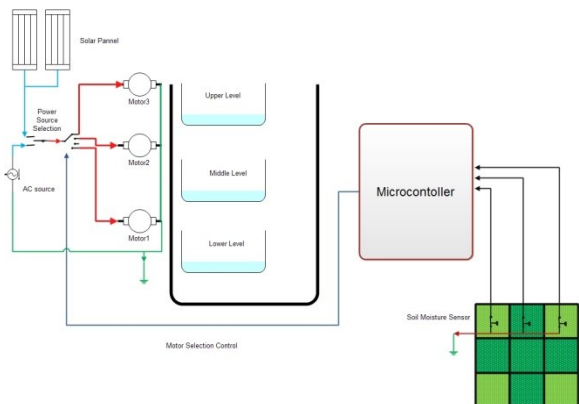 Solar Pannel
Power
Source
Selection
AC source
Motor3
Motor2
Motor1
Upper Level
Middle Level
Lower Level
Microcontoller
Soil Moisture Sensor
Motor Selection Control